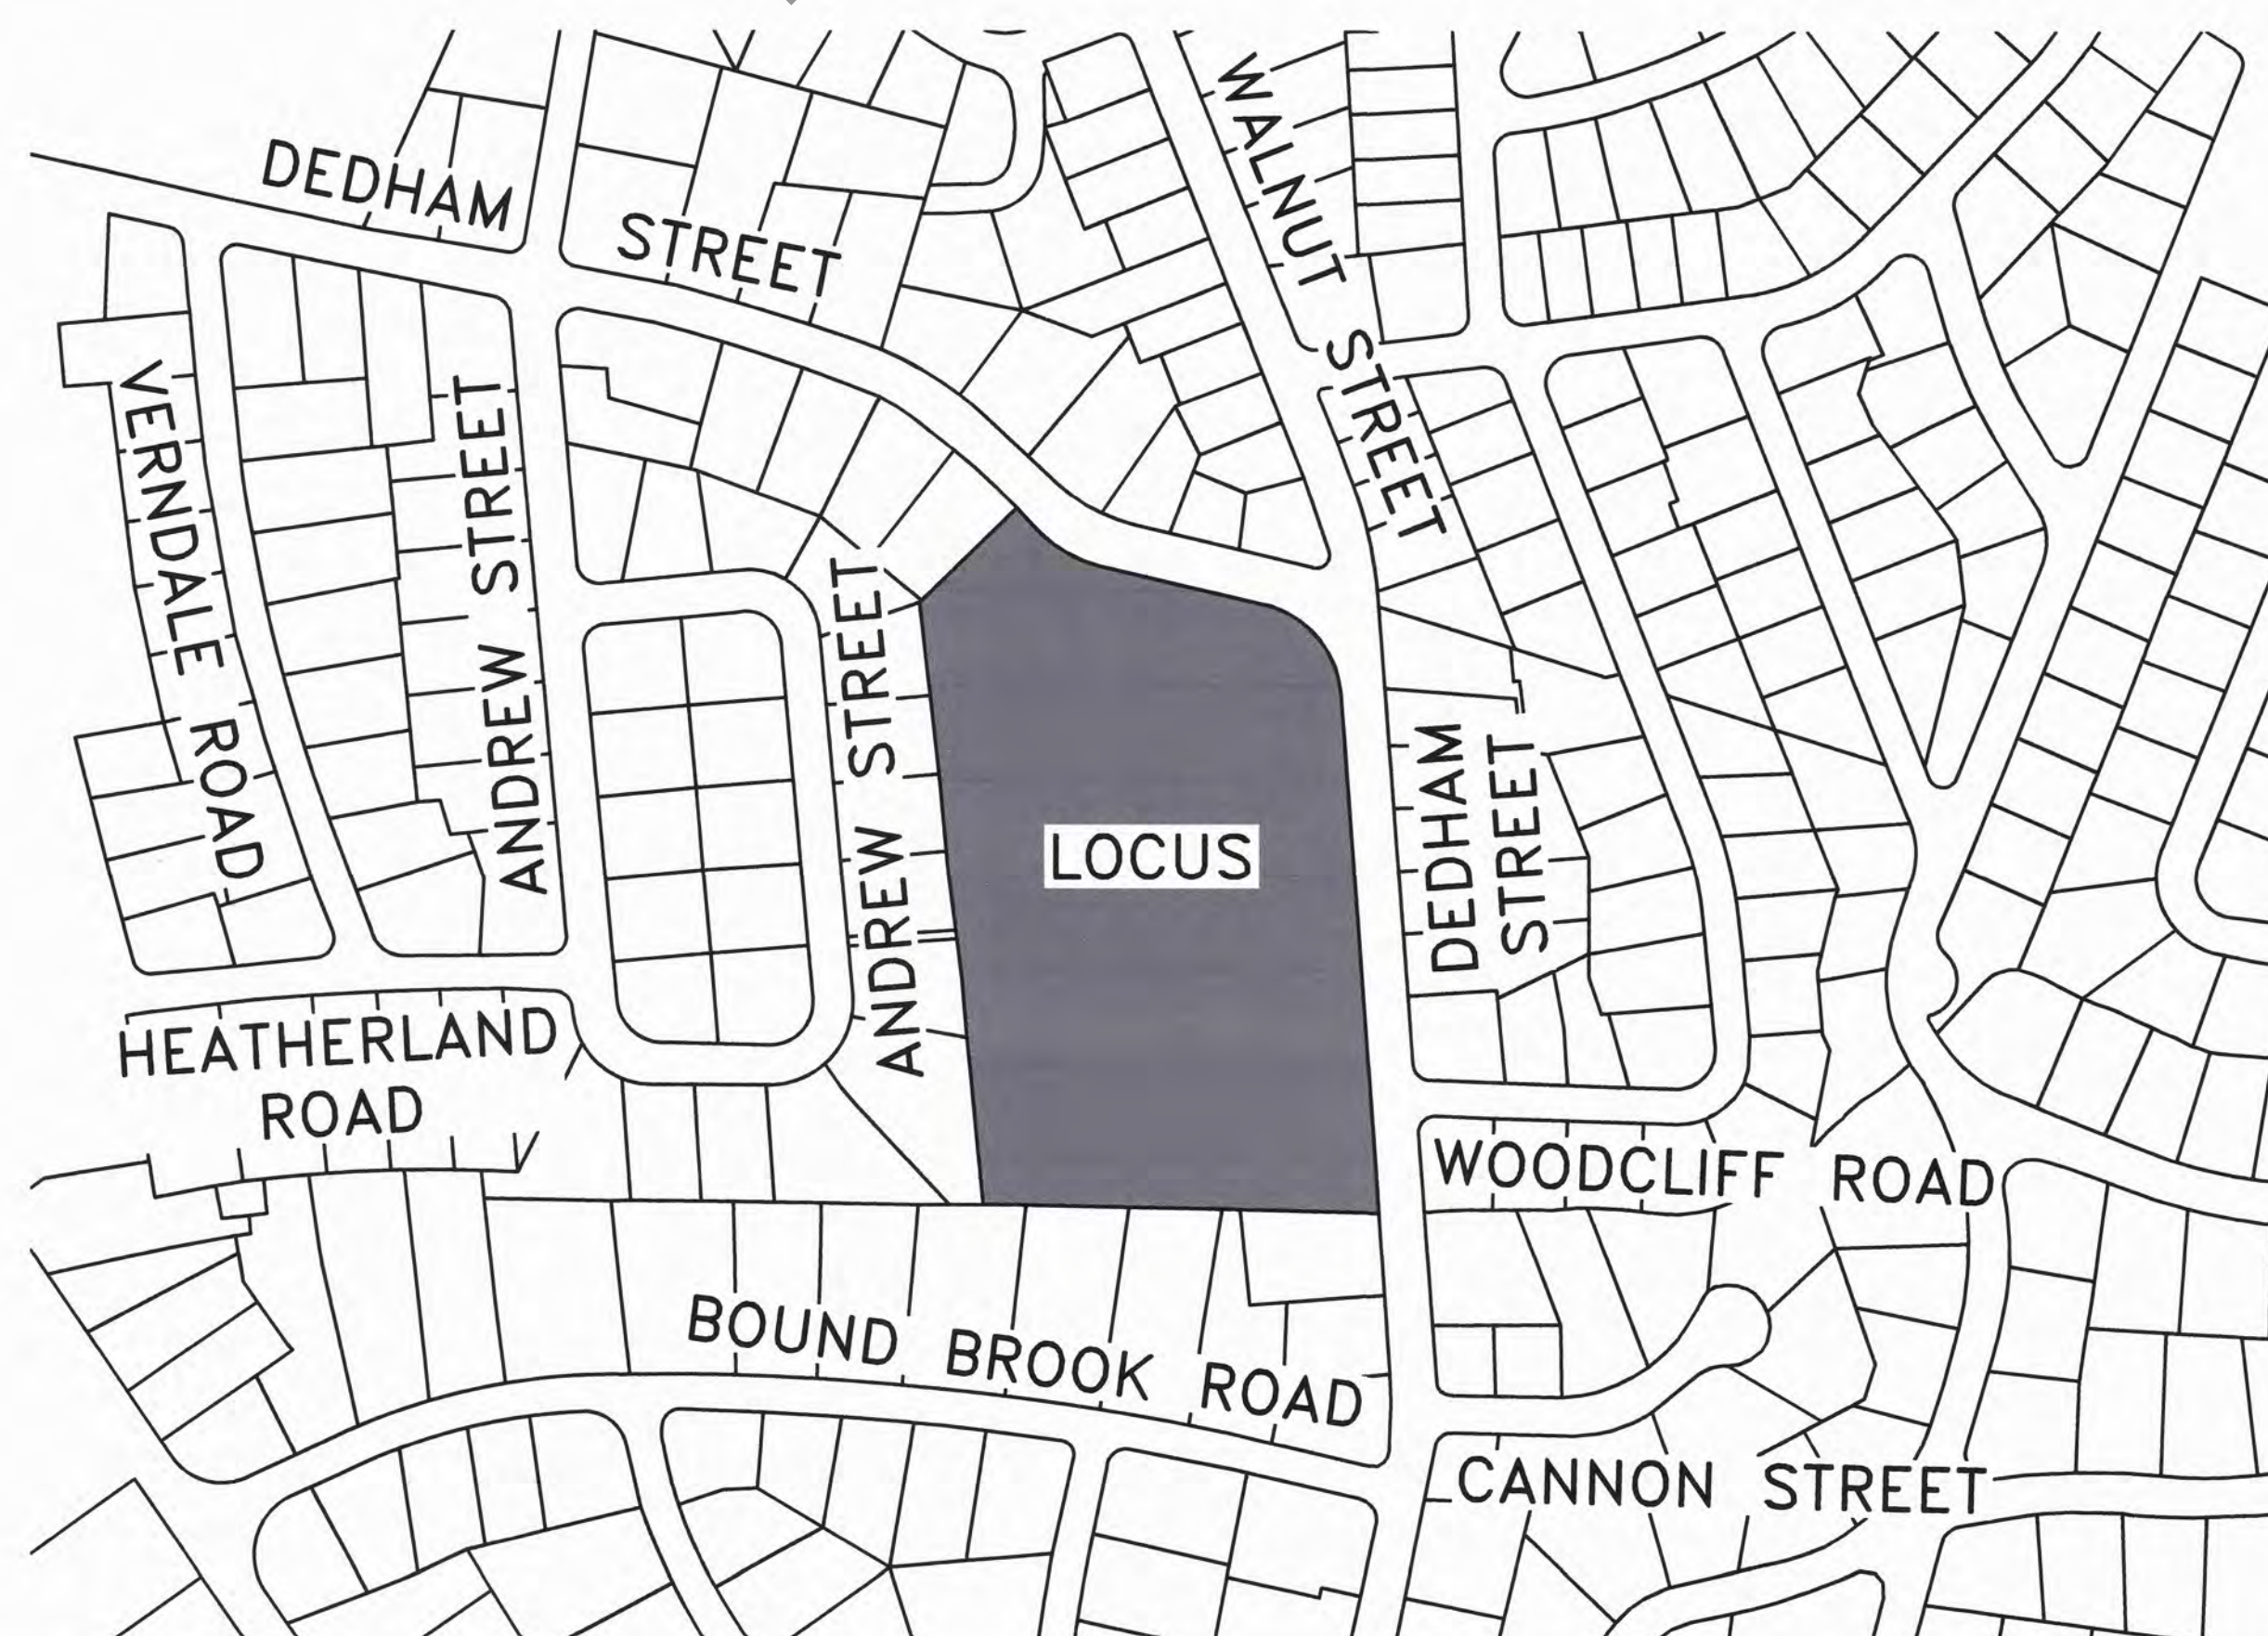 DEDHAM
STREET
WALNUT STREET
VERNDALE ROAD
ANDREW STREET
ANDREW STREET
LOCUS
DEDHAM
STREET
HEATHERLAND
ROAD
WOODCLIFF ROAD
BOUND BROOK ROAD
CANNON STREET